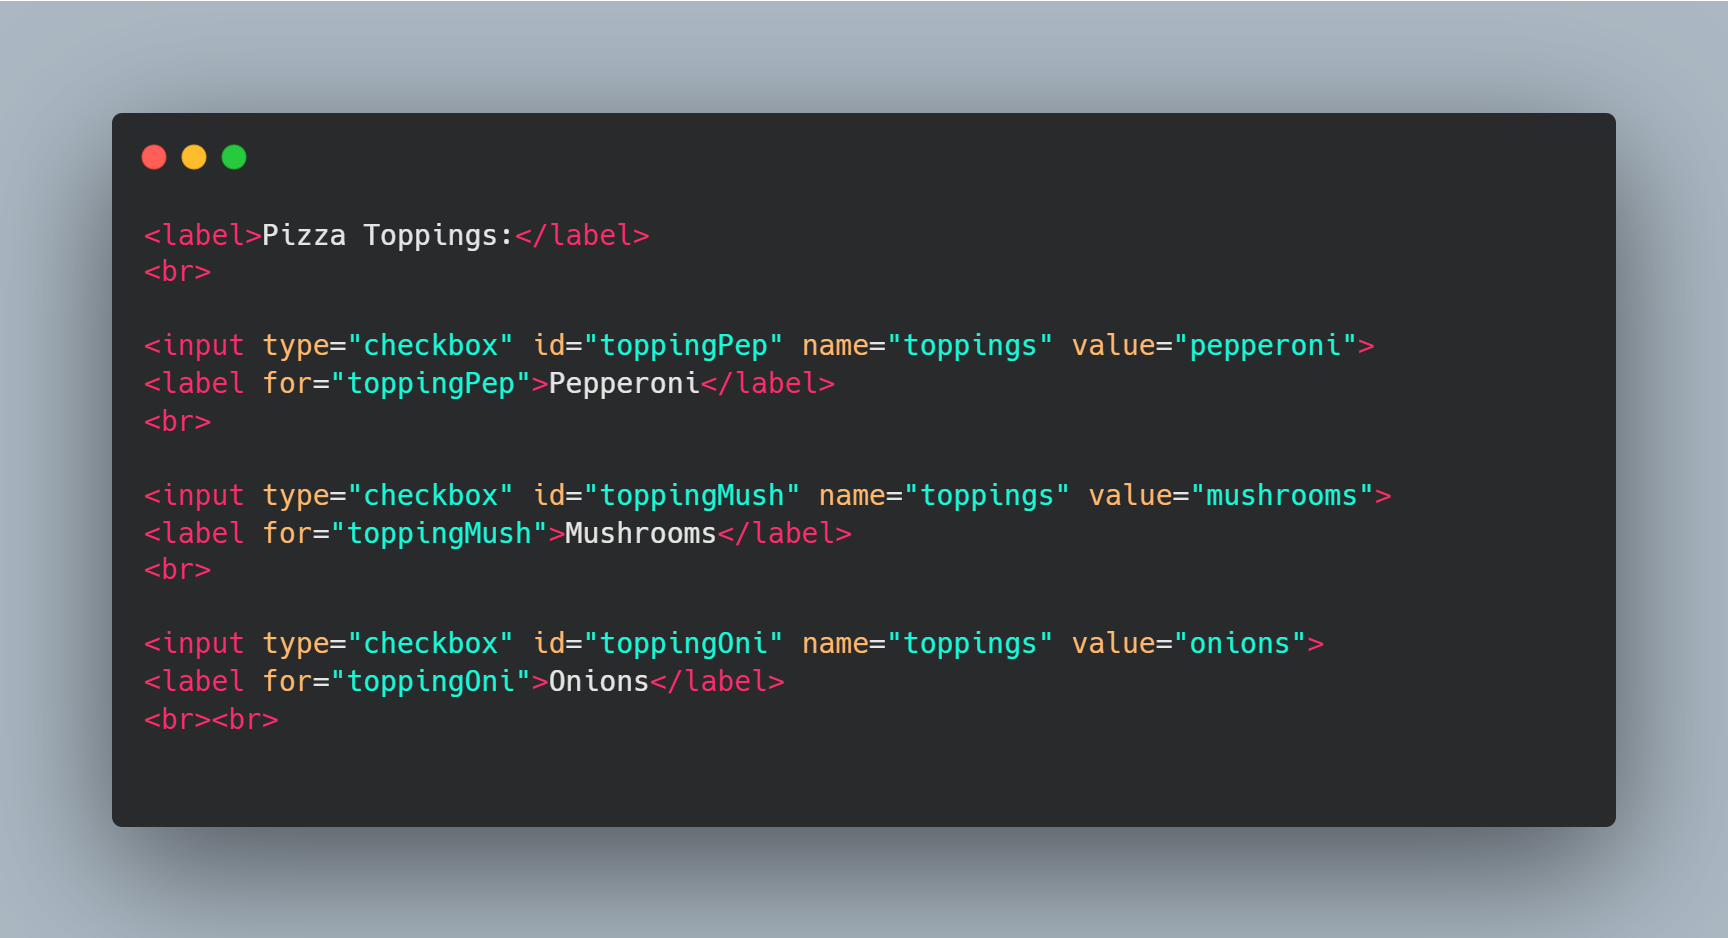 <label>Pizza Toppings:</label>
<br>
<input type="checkbox" id="toppingPep" name="toppings" value="pepperoni">
<label for="toppingPep">Pepperoni</label>
<br>
<input type="checkbox" id="toppingMush" name="toppings" value="mushrooms">
<label for="toppingMush">Mushrooms</label>
<br>
<input type="checkbox" id="toppingOni" name="toppings" value="onions">
<label for="toppingOni">Onions</label>
<br><br>